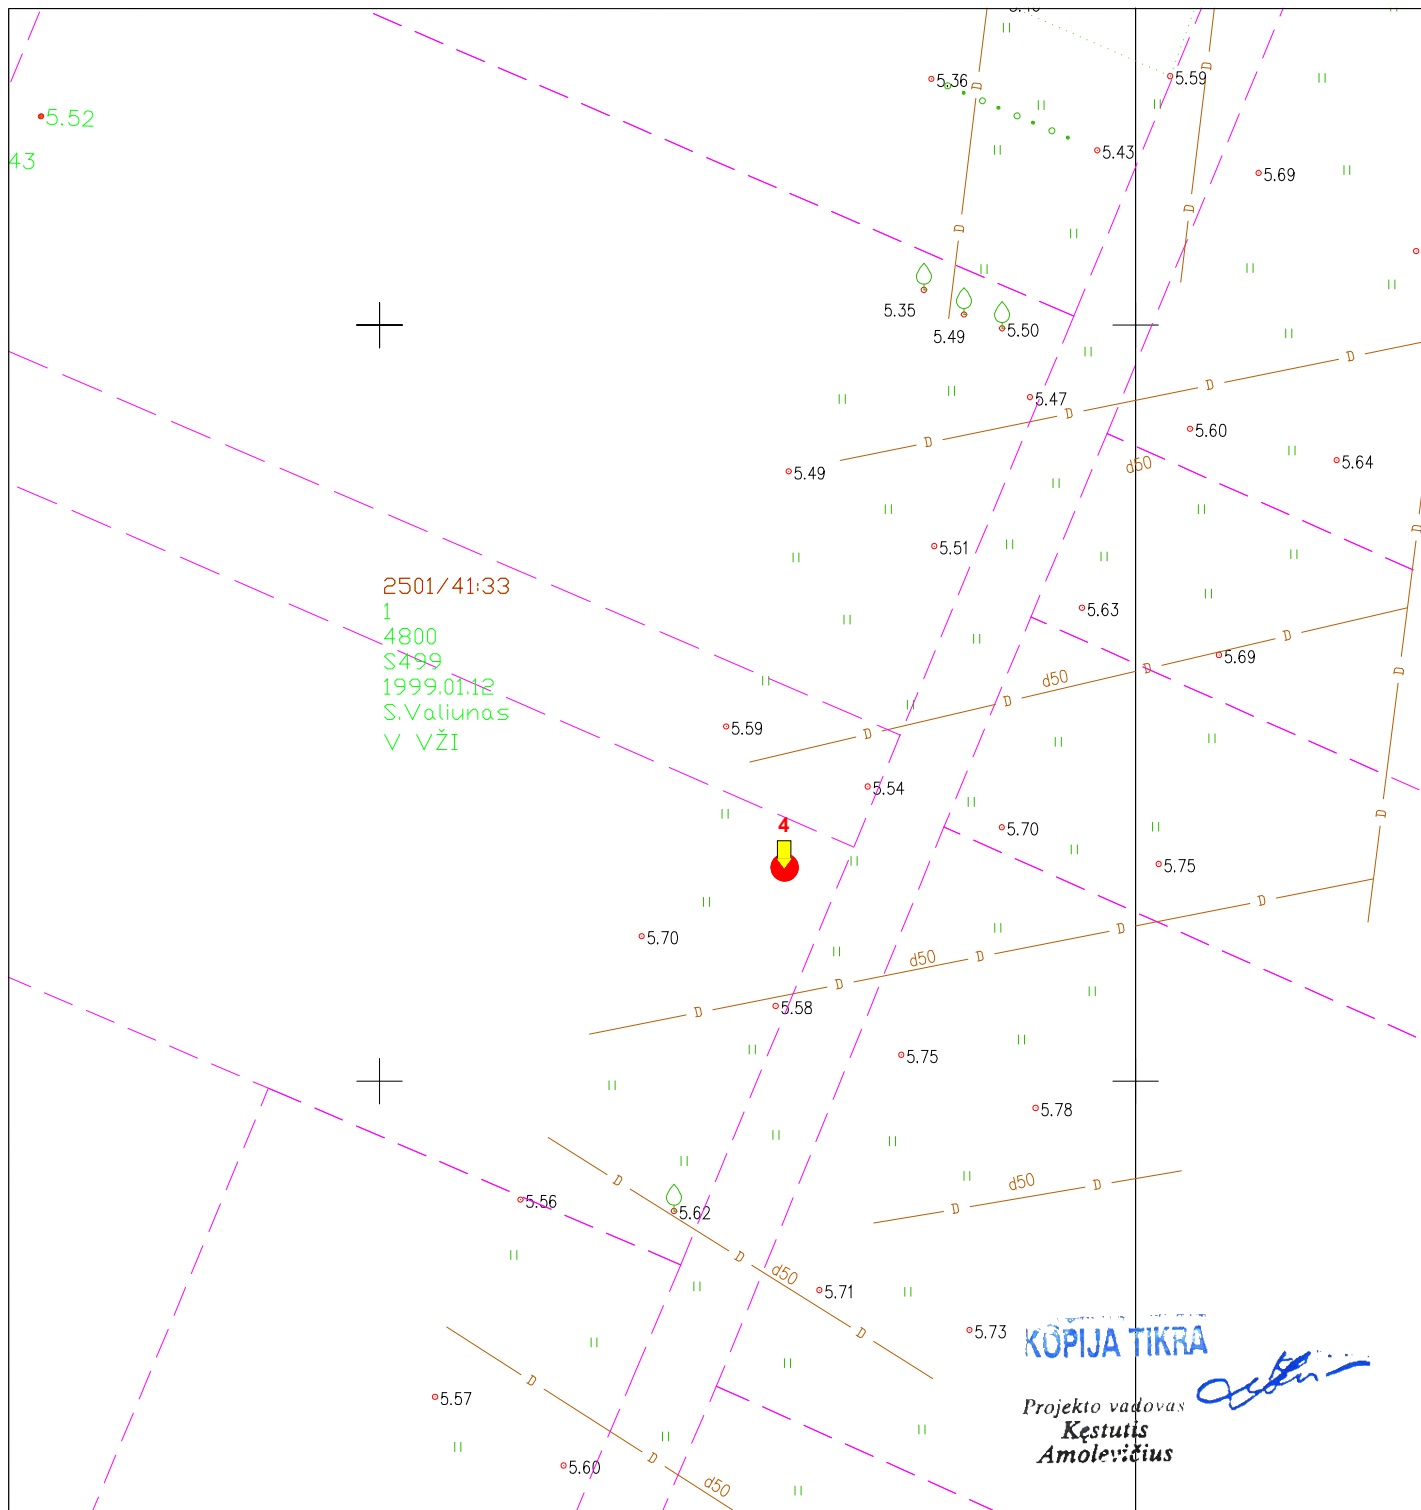 5.36
D
5.59
D
5.52
43
5.43
5.69
D
D
5.35
5.49
5.50
D
D
5.47
D
D
5.60
d50
5.64
5.49
D
5.51
2501/41:33
1
4800
S499
1999.01.12
S.Valiunas
V VŽI
5.63
D
5.69
D
d50
D
D
5.59
D
5.54
4
5.70
D
5.75
D
D
5.70
d50
D
D
5.58
D
5.75
5.78
D
d50
D
5.56
5.62
D
D
d50
5.71
D
5.73
KOPIJA TIKRA
D
5.57
Projekto vadovas
Kęstutis
Amolevičius
D
5.60
d50